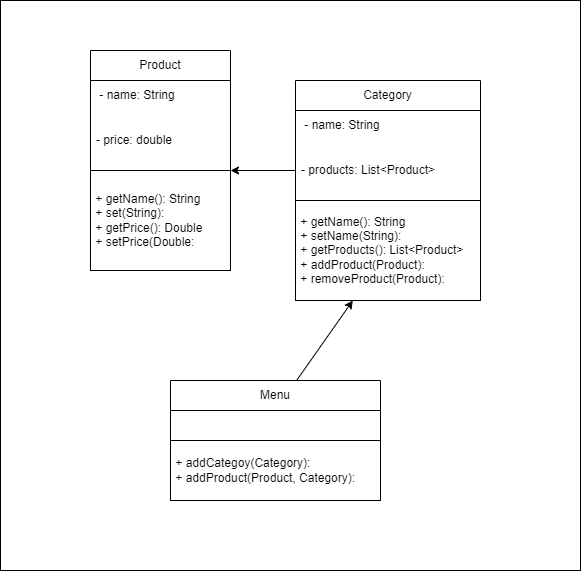 Product
- name: String
- price: double
+ getName(): String
+ set(String):
+ getPrice(): Double
+ setPrice(Double:
Category
- name: String
- products: List<Product>
+ getName(): String
+ setName(String):
+ getProducts(): List<Product>
+ addProduct(Product):
+ removeProduct(Product):
Menu
+ addCategoy(Category):
+ addProduct(Product, Category):